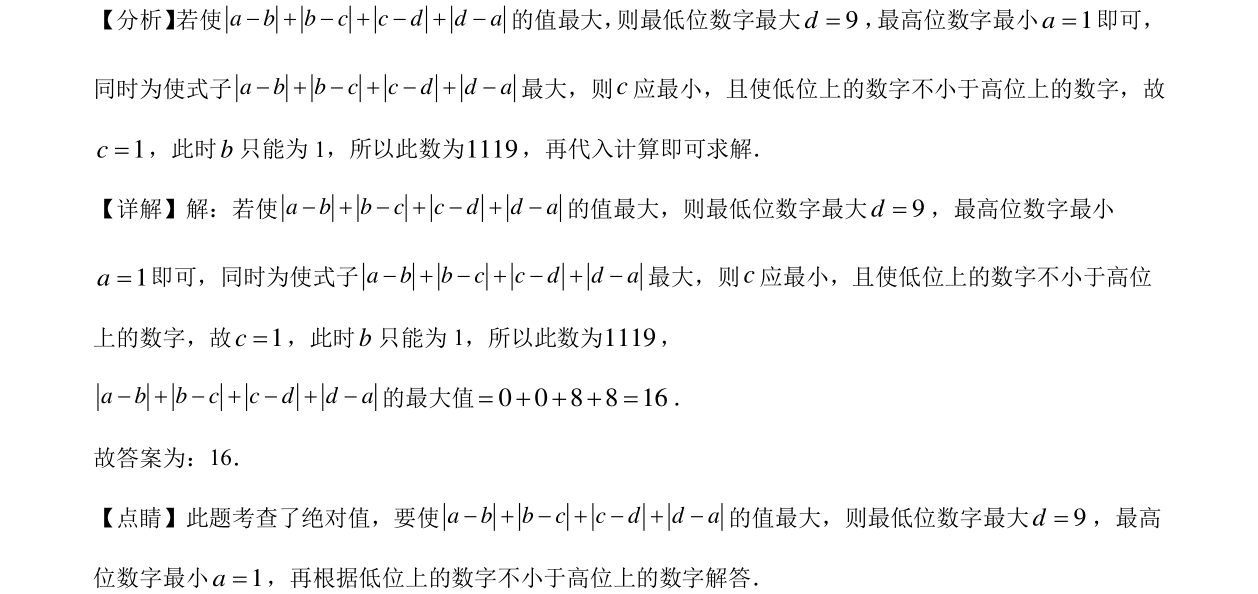 【分析】若使|a－b|+|b－c|+|c－d|+|d－a|的值最大，则最低位数字最大d=9，最高位数字最小a=1即可，
同时为使式子|a－b|+|b－c|+|c－d|+|d－a|最大，则c应最小，且使低位上的数字不小于高位上的数字，故
c=1，此时b只能为1，所以此数为1119，再代入计算即可求解．
【详解】解：若使|a－b|+|b－c|+|c－d|+|d－a|的值最大，则最低位数字最大d=9，最高位数字最小
a=1即可，同时为使式子|a－b|+|b－c|+|c－d|+|d－a|最大，则c应最小，且使低位上的数字不小于高位
上的数字，故c=1，此时b只能为1，所以此数为1119，
|a－b|+|b－c|+|c－d|+|d－a|的最大值=0+0+8+8=16．
故答案为：16．
【点睛】此题考查了绝对值，要使|a－b|+|b－c|+|c－d|+|d－a|的值最大，则最低位数字最大d=9，最高
位数字最小a=1，再根据低位上的数字不小于高位上的数字解答．